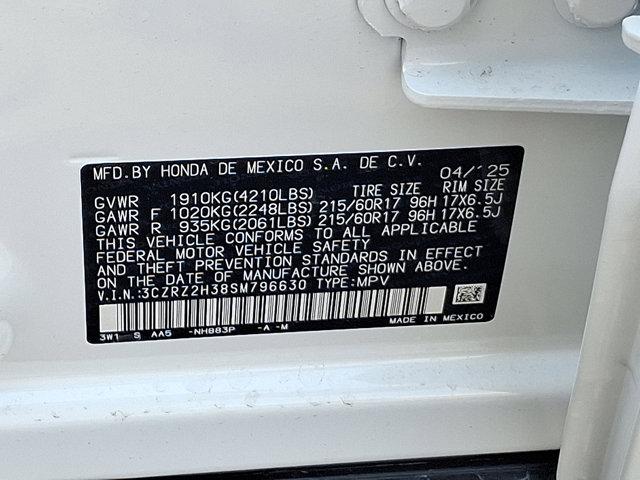 MFD.BY HONDA DE MEXICO S.A. DE C.V. 04/'25
GVWR 1910KG(4210LBS) TIRE SIZE RIM SIZE
GAWR F 1020KG(2248LBS) 215/60R17 96H 17X6.5J
GAWR R 935KG(2061LBS) 215/60R17 96H 17X6.5J
THIS VEHICLE CONFORMS TO ALL APPLICABLE
FEDERAL MOTOR VEHICLE SAFETY
AND THEFT PREVENTION STANDARDS IN EFFECT
ON THE DATE OF MANUFACTURE SHOWN ABOVE.
V.I.N.:3CZRZ2H38SM796630 TYPE:MPV
3W1 S AA5 -NH883P -A -M MADE IN MEXICO